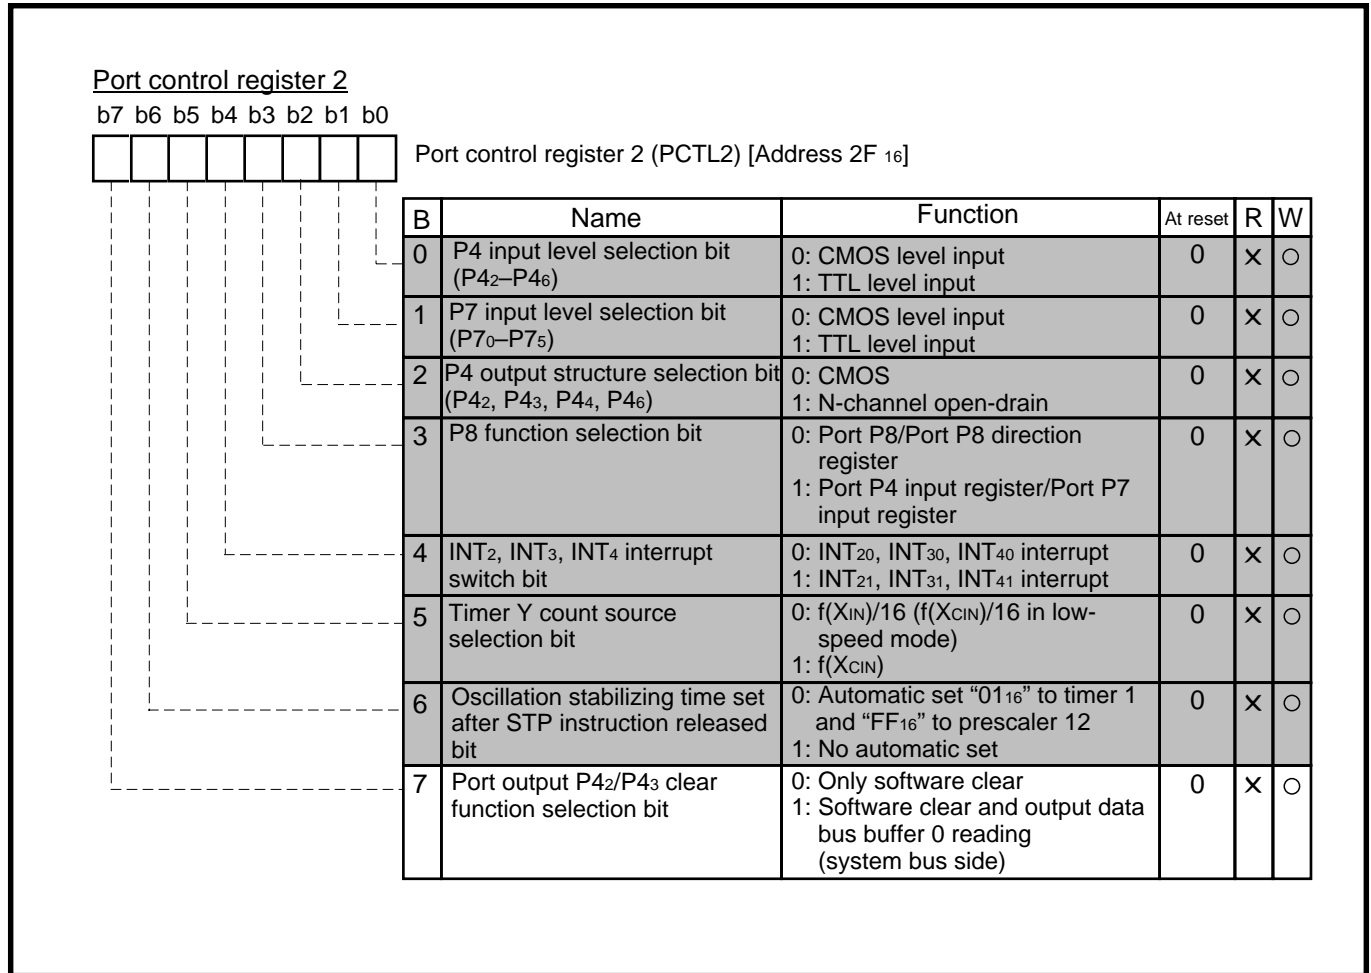 Port control register 2
b7 b6 b5 b4 b3 b2 b1 b0
Port control register 2 (PCTL2) [Address 2F 16]
B Name Function At reset R W
0 P4 input level selection bit 0: CMOS level input 0 × ○
(P42–P46) 1: TTL level input
1 P7 input level selection bit 0: CMOS level input 0 × ○
(P70–P75) 1: TTL level input
2 P4 output structure selection bit 0: CMOS 0 × ○
(P42, P43, P44, P46) 1: N-channel open-drain
3 P8 function selection bit 0: Port P8/Port P8 direction 0 × ○
register
1: Port P4 input register/Port P7
input register
4 INT2, INT3, INT4 interrupt 0: INT20, INT30, INT40 interrupt 0 × ○
switch bit 1: INT21, INT31, INT41 interrupt
5 Timer Y count source 0: f(XIN)/16 (f(XCIN)/16 in low- 0 × ○
selection bit speed mode)
1: f(XCIN)
6 Oscillation stabilizing time set 0: Automatic set “0116” to timer 1 0 × ○
after STP instruction released and “FF16” to prescaler 12
bit 1: No automatic set
7 Port output P42/P43 clear 0: Only software clear 0 × ○
function selection bit 1: Software clear and output data
bus buffer 0 reading
(system bus side)